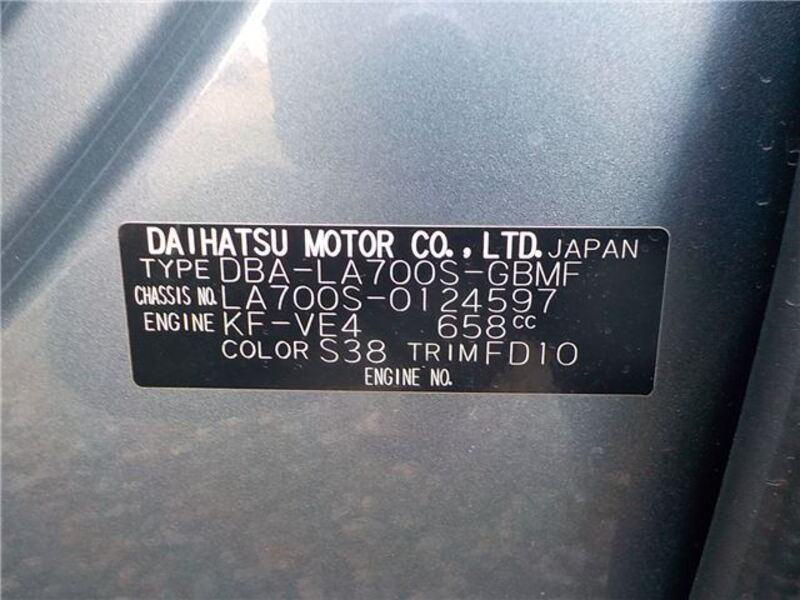 DAIHATSU MOTOR CO., LTD. JAPAN
TYPE DBA-LA700S-GBMF
CHASSIS NO. LA700S-0124597
ENGINE KF-VE4 658cc
COLOR S38 TRIM FD10
ENGINE NO.